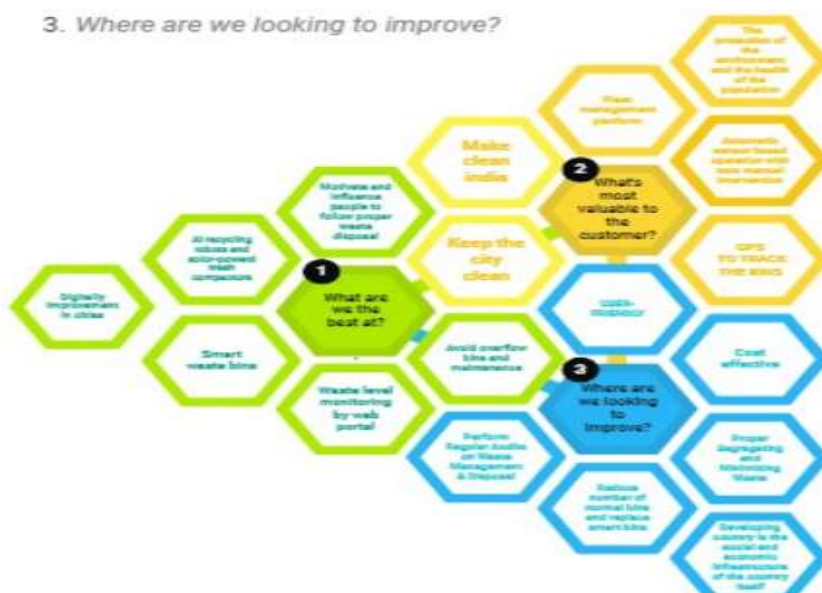 3. Where are we looking to improve?
The
promotion of
the
environment
and the health
of the
population
Fleet
management
platform
Make
clean
india
Automatic
sensor based
operation with
zero manual
intervention
2
What's
most
valuable to
the
customer?
Motivate and
influence
people to
follow proper
waste
disposal
Keep the
city
clean
GPS
TO TRACK
THE BINS
AI recycling
robots and
solar-powered
trash
compactors
1
What are
we the
best at?
USER-
FRIENDLY
Digitally
improvement
in cities
Smart
waste bins
Avoid overflow
bins and
maintenance
Cost
effective
3
Where are
we looking
to
improve?
Waste level
monitoring
by web
portal
Perform
Regular Audits
on Waste
Management
& Disposal
Proper
Segregating
and
Minimizing
Waste
Reduce
number of
normal bins
and replace
smart bins
Developing
country is the
social and
economic
infrastructure
of the country